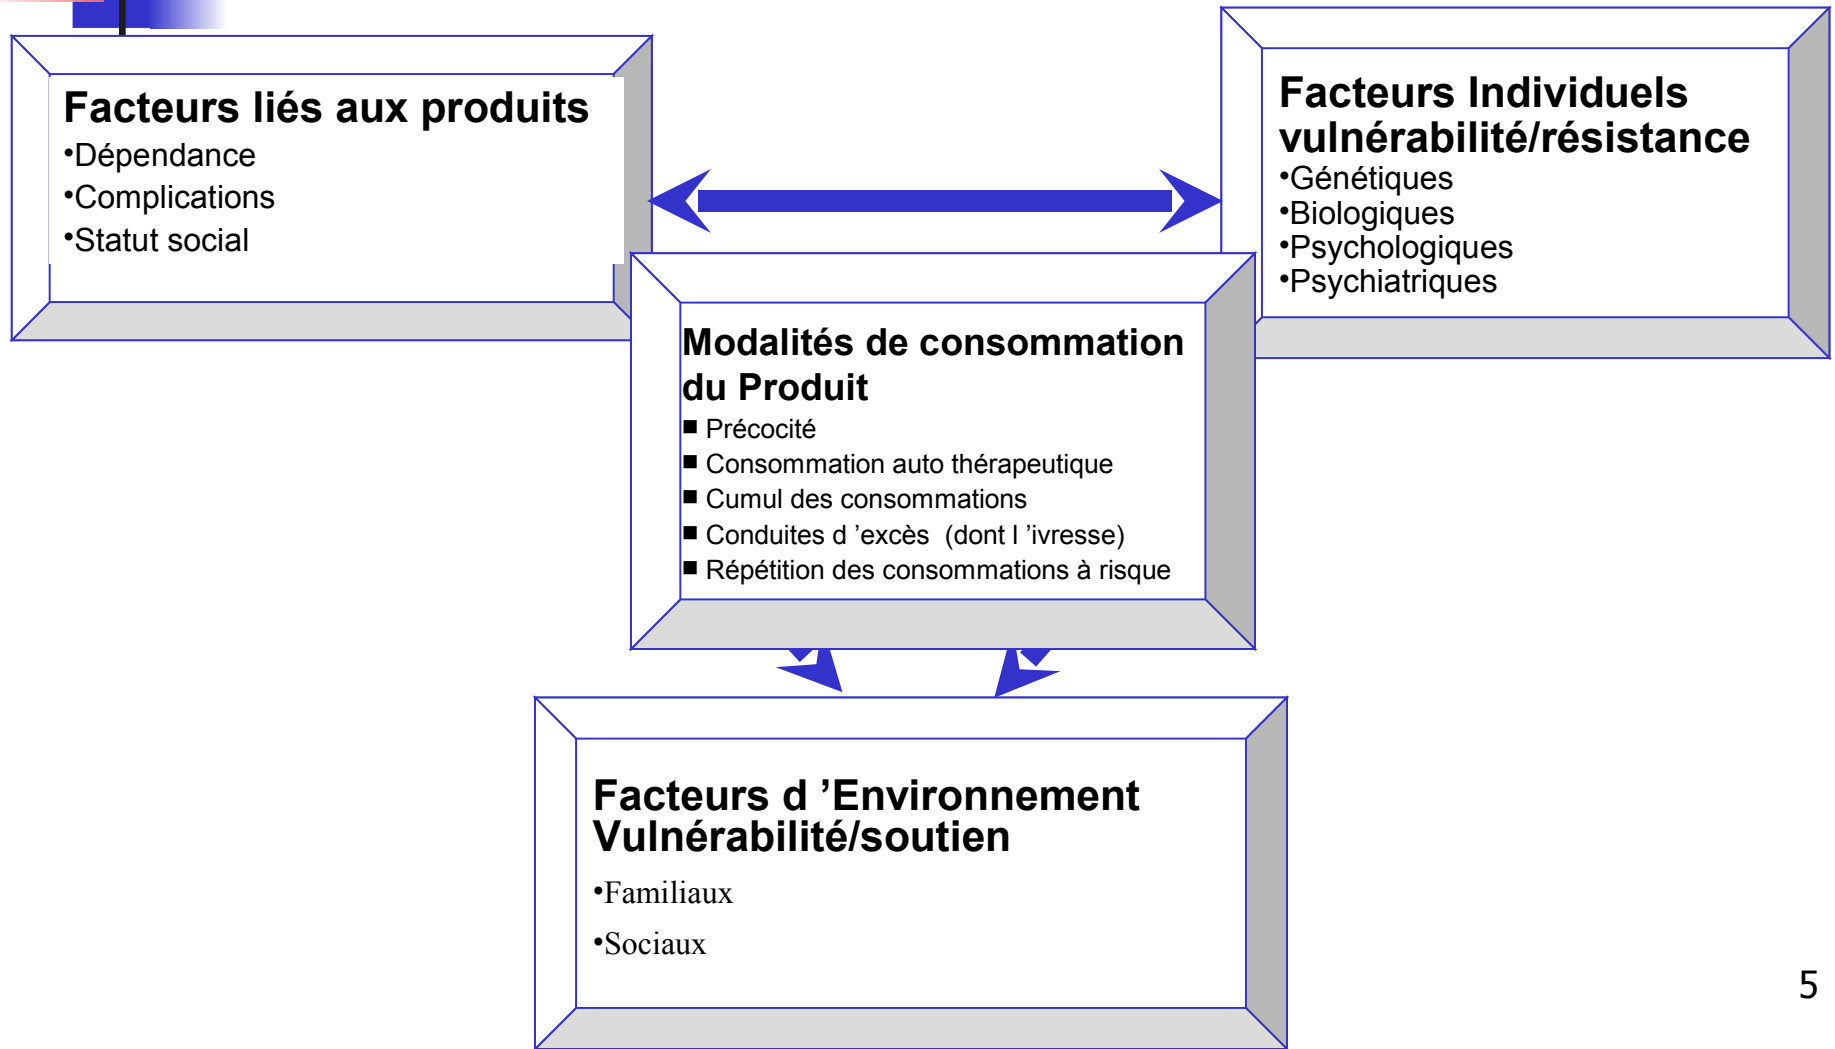 Facteurs liés aux produits
•Dépendance
•Complications
•Statut social
Facteurs Individuels
vulnérabilité/résistance
•Génétiques
•Biologiques
•Psychologiques
•Psychiatriques
Modalités de consommation
du Produit
■ Précocité
■ Consommation auto thérapeutique
■ Cumul des consommations
■ Conduites d ’excès  (dont l ’ivresse)
■ Répétition des consommations à risque
Facteurs d ’Environnement
Vulnérabilité/soutien
•Familiaux
•Sociaux
5